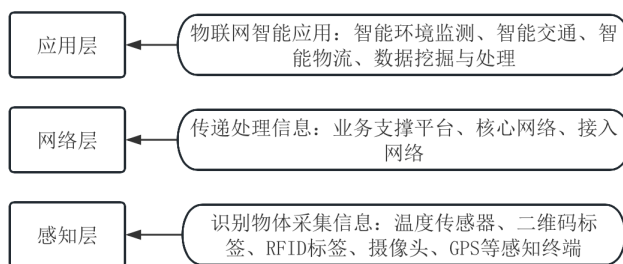 应用层
物联网智能应用：智能环境监测、智能交通、智
能物流、数据挖掘与处理
网络层
传递处理信息：业务支撑平台、核心网络、接入
网络
感知层
识别物体采集信息：温度传感器、二维码标
签、RFID标签、摄像头、GPS等感知终端